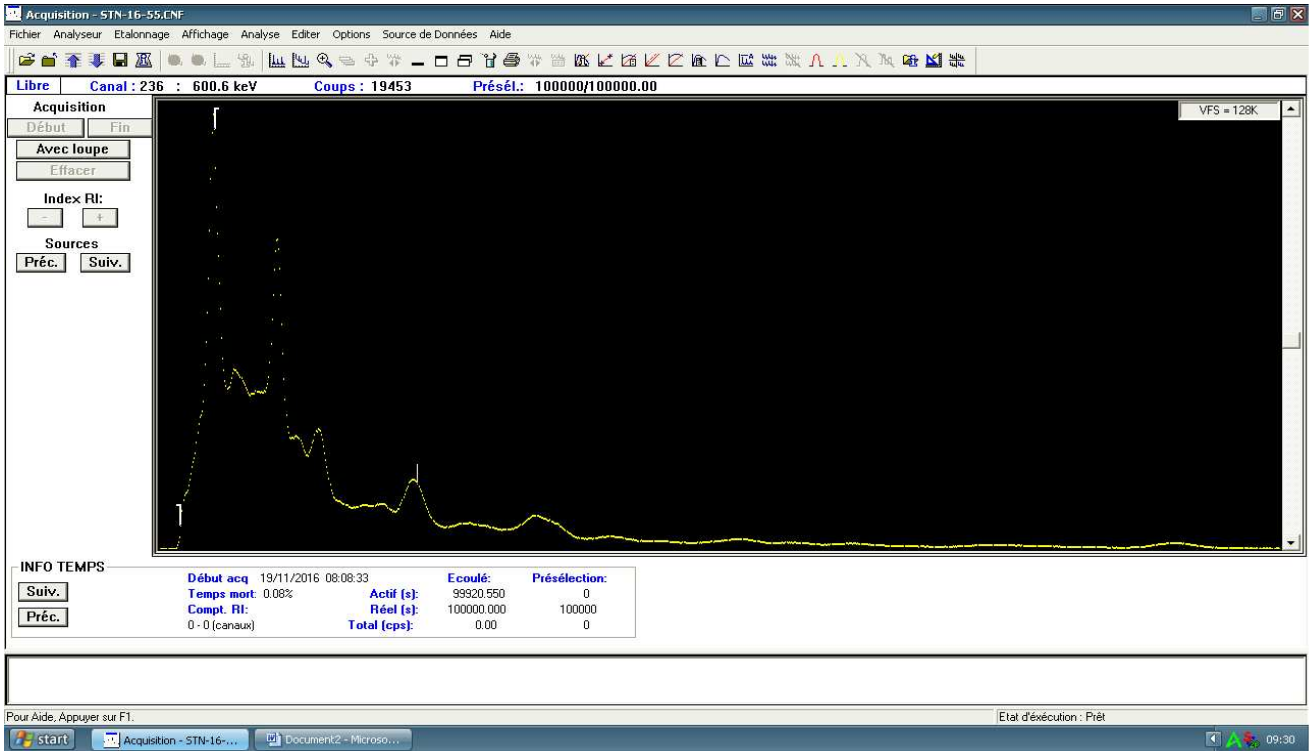 Acquisition - STN-16-55.CNF
Fichier Analyseur Etalonnage Affichage Analyse Editer Options Source de Données Aide
Libre Canal : 236 : 600.6 keV Coups : 19453 Présél.: 100000/100000.00
Acquisition
Début Fin
Avec loupe
Effacer
Index RI:
- +
Sources
Préc. Suiv.
VFS = 128K
INFO TEMPS
Suiv.
Préc.
Début acq 19/11/2016 08:08:33 Ecoulé: Présélection:
Temps mort: 0.08% Actif (s): 99920.550 0
Compt. RI: Réel (s): 100000.000 100000
0 - 0 (canaux) Total (cps): 0.00 0
Pour Aide, Appuyer sur F1.
Etat d'éxécution : Prêt
start Acquisition - STN-16-... Document2 - Microso... 09:30